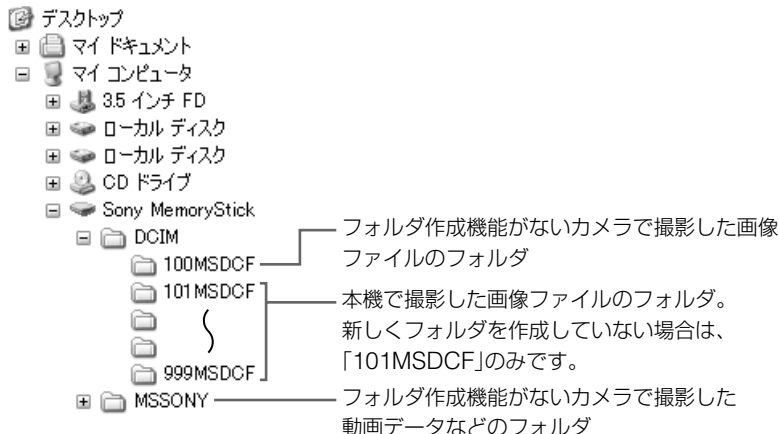 デスクトップ
マイ ドキュメント
マイ コンピュータ
3.5 インチ FD
ローカル ディスク
ローカル ディスク
CD ドライブ
Sony MemoryStick
DCIM
100MSDCF
フォルダ作成機能がないカメラで撮影した画像
ファイルのフォルダ
101MSDCF
999MSDCF
本機で撮影した画像ファイルのフォルダ。
新しくフォルダを作成していない場合は、
「101MSDCF」のみです。
MSSONY
フォルダ作成機能がないカメラで撮影した
動画データなどのフォルダ